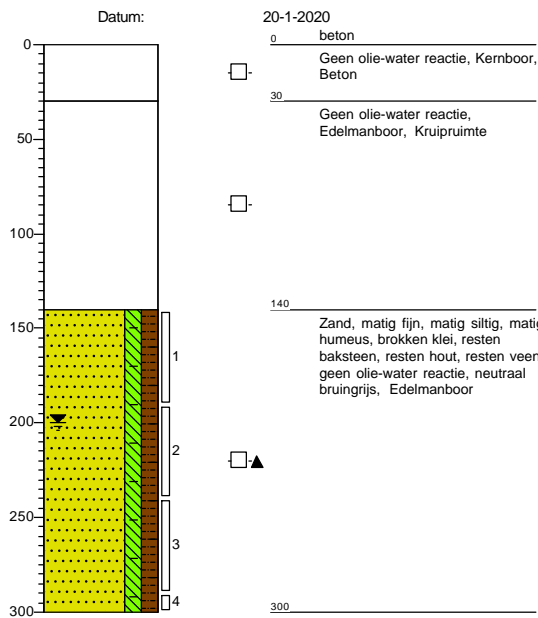 Datum: 20-1-2020
0 beton
0
Geen olie-water reactie, Kernboor,
Beton
30
Geen olie-water reactie,
Edelmanboor, Kruipruimte
50
100
140
Zand, matig fijn, matig siltig, matig
humeus, brokken klei, resten
baksteen, resten hout, resten veen,
geen olie-water reactie, neutraal
bruingrijs, Edelmanboor
150
1
200
2
250
3
4
300
300